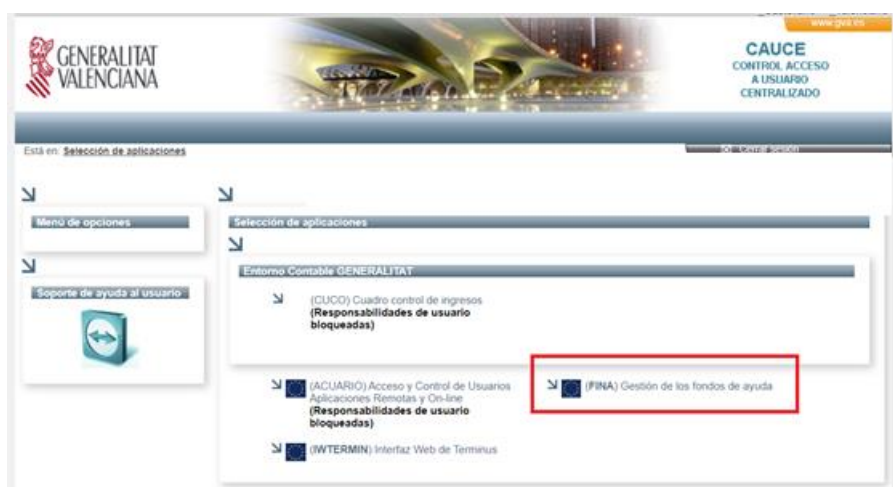 www.gva.es
GENERALITAT
VALENCIANA
CAUCE
CONTROL ACCESO
A USUARIO
CENTRALIZADO
Está en: Selección de aplicaciones
Cerrar sesión
Menú de opciones
Selección de aplicaciones
Entorno Contable GENERALITAT
Soporte de ayuda al usuario
(CUCO) Cuadro control de ingresos
(Responsabilidades de usuario
bloqueadas)
(ACUARIO) Acceso y Control de Usuarios
Aplicaciones Remotas y On-line
(Responsabilidades de usuario
bloqueadas)
(FINA) Gestión de los fondos de ayuda
(IWTERMIN) Interfaz Web de Terminus